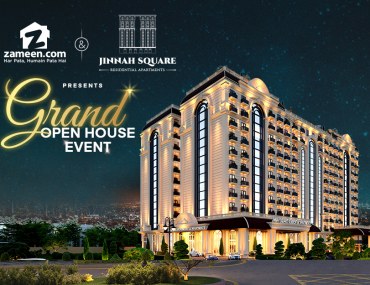 zameen.com
Har Pata, Humain Pata Hai
&
JINNAH SQUARE
RESIDENTIAL APARTMENTS
PRESENTS
Grand
OPEN HOUSE
EVENT